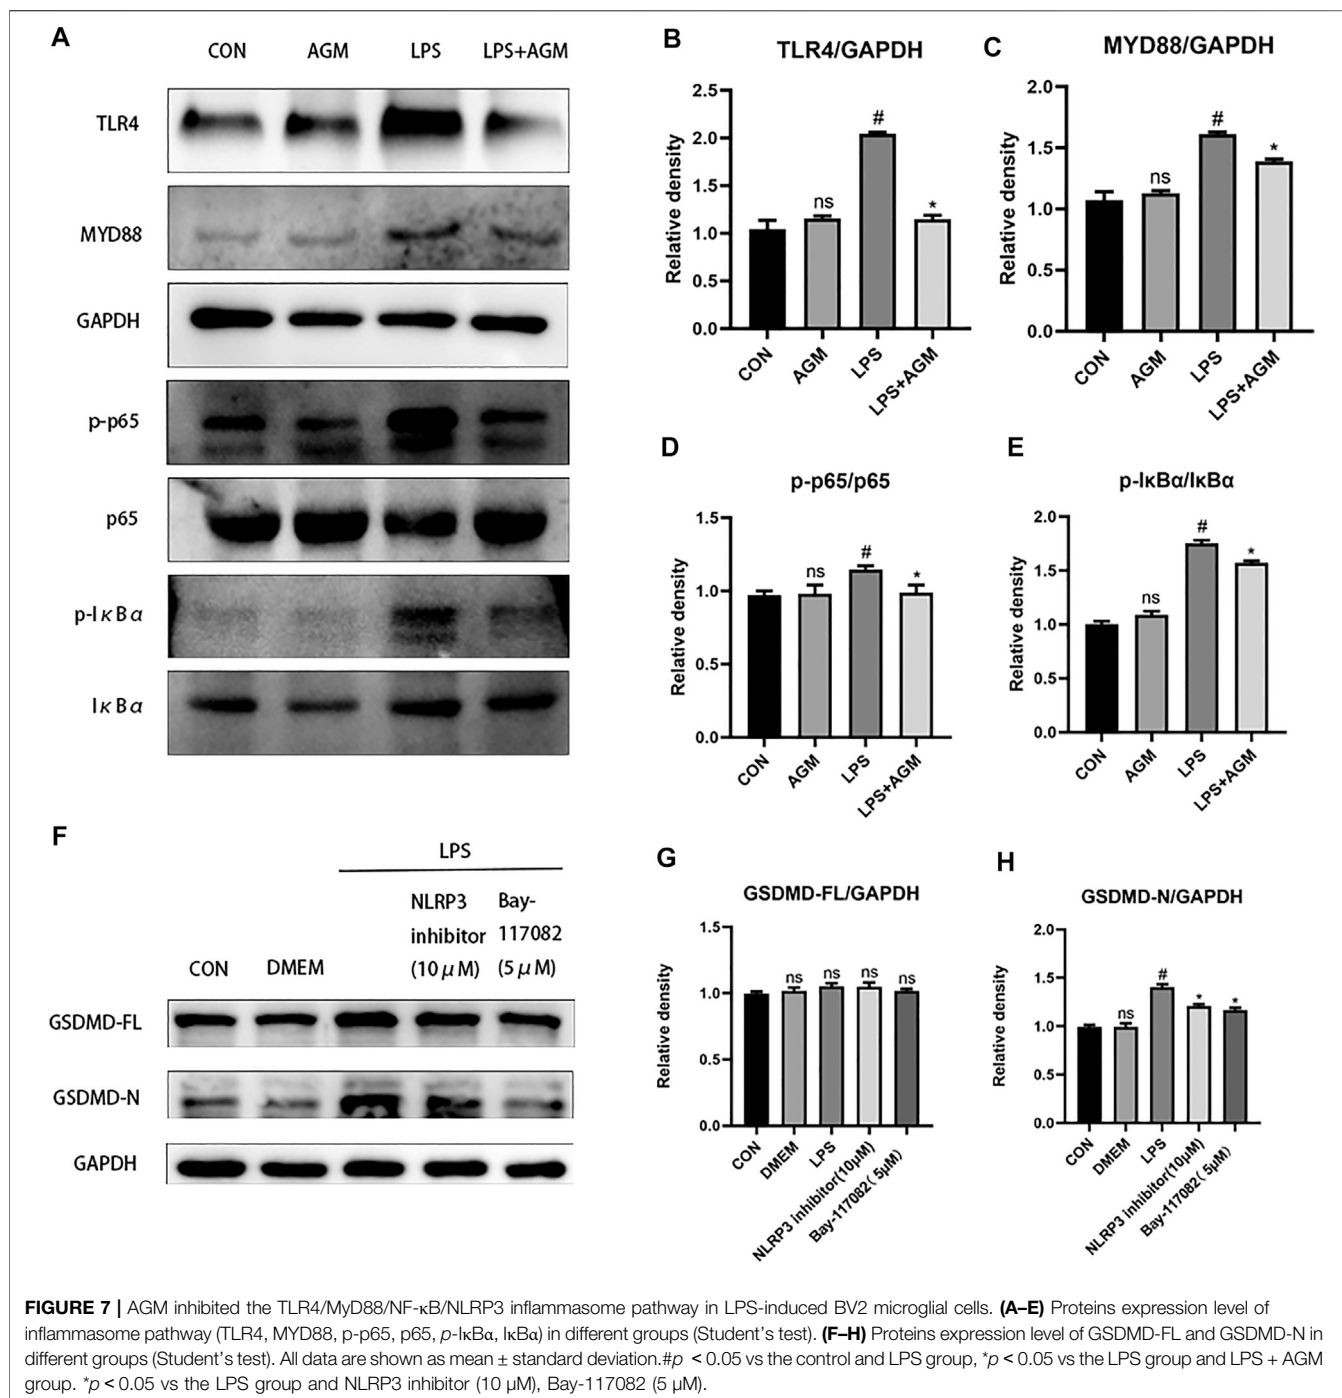 A
CON AGM LPS LPS+AGM
TLR4
MYD88
GAPDH
p-p65
p65
p-IκBα
IκBα
B
TLR4/GAPDH
Relative density
2.5
2.0
1.5
1.0
0.5
0.0
ns
#
*
CON
AGM
LPS
LPS+AGM
C
MYD88/GAPDH
Relative density
2.0
1.5
1.0
0.5
0.0
ns
#
*
CON
AGM
LPS
LPS+AGM
D
p-p65/p65
Relative density
1.5
1.0
0.5
0.0
ns
#
*
CON
AGM
LPS
LPS+AGM
E
p-IκBα/IκBα
Relative density
2.0
1.5
1.0
0.5
0.0
ns
#
*
CON
AGM
LPS
LPS+AGM
F
LPS
NLRP3 Bay-
inhibitor 117082
CON DMEM (10μM) (5μM)
GSDMD-FL
GSDMD-N
GAPDH
G
GSDMD-FL/GAPDH
Relative density
1.5
1.0
0.5
0.0
ns
ns
ns
ns
CON
DMEM
LPS
NLRP3 inhibitor(10μM)
Bay-117082( 5μM)
H
GSDMD-N/GAPDH
Relative density
2.0
1.5
1.0
0.5
0.0
ns
#
*
*
CON
DMEM
LPS
NLRP3 inhibitor(10μM)
Bay-117082( 5μM)
FIGURE 7 | AGM inhibited the TLR4/MyD88/NF-κB/NLRP3 inflammasome pathway in LPS-induced BV2 microglial cells. (A–E) Proteins expression level of
inflammasome pathway (TLR4, MYD88, p-p65, p65, p-IκBα, IκBα) in different groups (Student's test). (F–H) Proteins expression level of GSDMD-FL and GSDMD-N in
different groups (Student's test). All data are shown as mean ± standard deviation.#p < 0.05 vs the control and LPS group, *p < 0.05 vs the LPS group and LPS + AGM
group. *p < 0.05 vs the LPS group and NLRP3 inhibitor (10 μM), Bay-117082 (5 μM).